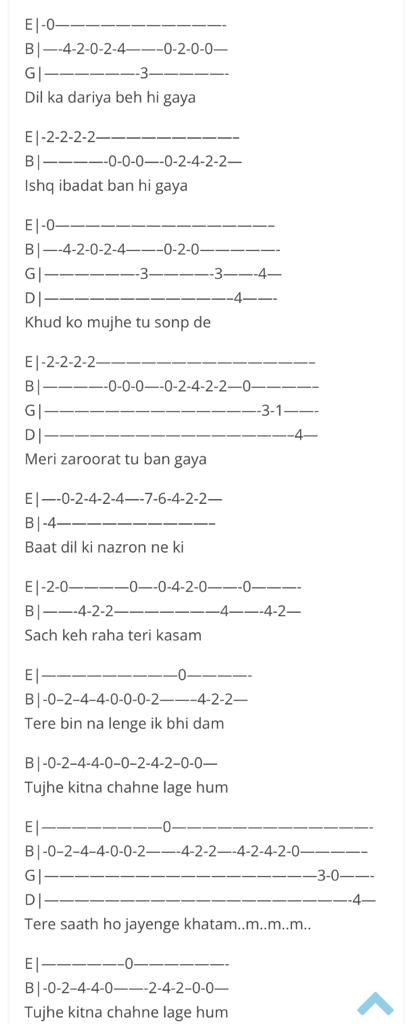 E|-0———————————-
B|—-4-2-0-2-4——–0-2-0-0—
G|——————-3—————-
Dil ka dariya beh hi gaya
E|-2-2-2-2—————————–
B|————-0-0-0—-0-2-4-2-2—
Ishq ibadat ban hi gaya
E|-0——————————————–
B|—-4-2-0-2-4——–0-2-0—————-
G|——————-3————-3——-4—
D|—————————————–4——-
Khud ko mujhe tu sonp de
E|-2-2-2-2———————————————–
B|————-0-0-0—-0-2-4-2-2—0————–
G|——————————————-3-1——-
D|————————————————–4—
Meri zaroorat tu ban gaya
E|—-0-2-4-2-4—-7-6-4-2-2—
B|-4——————————–
Baat dil ki nazron ne ki
E|-2-0————0—-0-4-2-0——-0———-
B|——-4-2-2———————4——-4-2—
Sach keh raha teri kasam
E|—————————0————-
B|-0–2–4–4-0-0-0-2——–4-2-2—
Tere bin na lenge ik bhi dam
B|-0-2–4-4-0–0–2-4-2–0-0—
Tujhe kitna chahne lage hum
E|————————0—————————————-
B|-0–2–4–4-0-0-2——-4-2-2—-4-2-4-2-0————–
G|——————————————————3-0——-
D|————————————————————-4—
Tere saath ho jayenge khatam..m..m..m..
E|—————–0——————-
B|-0-2-4-4-0——-2-4-2–0-0—
Tujhe kitna chahne lage hum